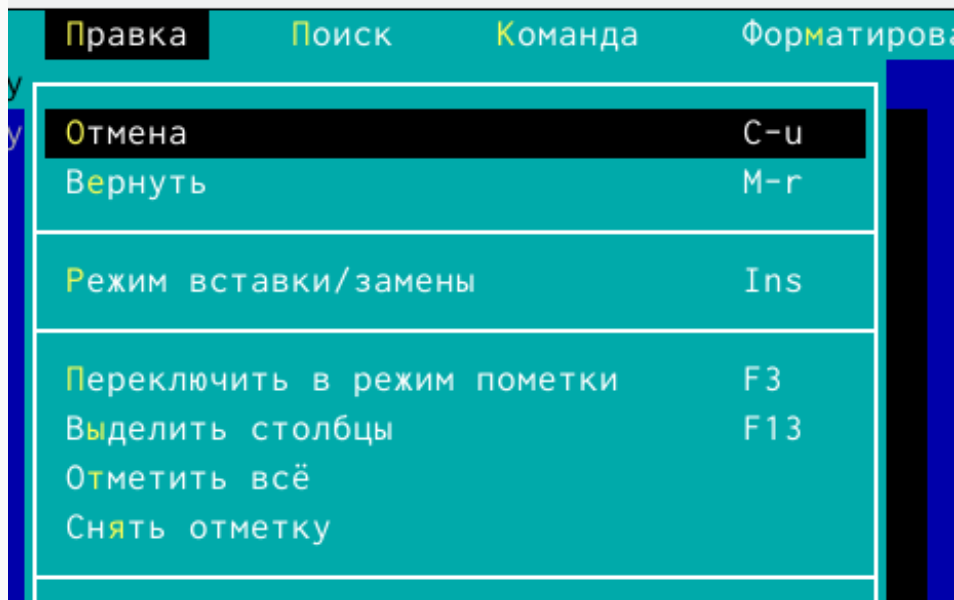 Правка Поиск Команда Форматирова
у
Отмена C-u
у
Вернуть M-r
Режим вставки/замены Ins
Переключить в режим пометки F3
Выделить столбцы F13
Отметить всё
Снять отметку